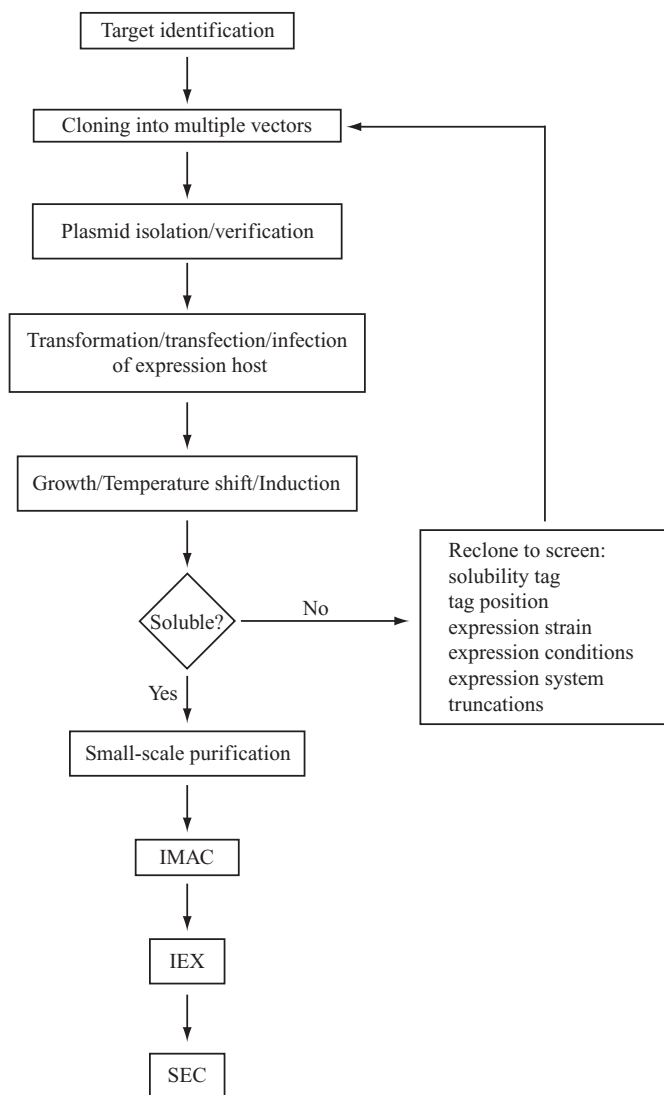 Target identification
Cloning into multiple vectors
Plasmid isolation/verification
Transformation/transfection/infection
of expression host
Growth/Temperature shift/Induction
Soluble?
No
Reclone to screen:
solubility tag
tag position
expression strain
expression conditions
expression system
truncations
Yes
Small-scale purification
IMAC
IEX
SEC